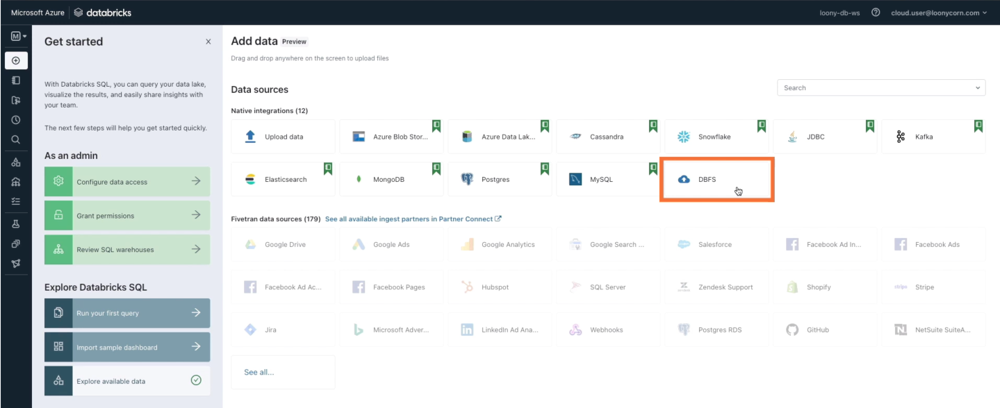 Microsoft Azure databricks loony-db-ws cloud.user@loonycorn.com
M
Get started
With Databricks SQL, you can query your data lake,
visualize the results, and easily share insights with
your team.
The next few steps will help you get started quickly.
As an admin
Configure data access
Grant permissions
Review SQL warehouses
Explore Databricks SQL
Run your first query
Import sample dashboard
Explore available data
Add data Preview
Drag and drop anywhere on the screen to upload files
Data sources
Search
Native integrations (12)
Upload data Azure Blob Stor... Azure Data Lak... Cassandra Snowflake JDBC Kafka
Elasticsearch MongoDB Postgres MySQL DBFS
Fivetran data sources (179) See all available ingest partners in Partner Connect
Google Drive Google Ads Google Analytics Google Search ... Salesforce Facebook Ad In... Facebook Ads
Facebook Ad Ac... Facebook Pages Hubspot SQL Server Zendesk Support Shopify stripe Stripe
Jira Microsoft Adver... LinkedIn Ad Ana... Webhooks Postgres RDS GitHub NetSuite SuiteA...
See all...